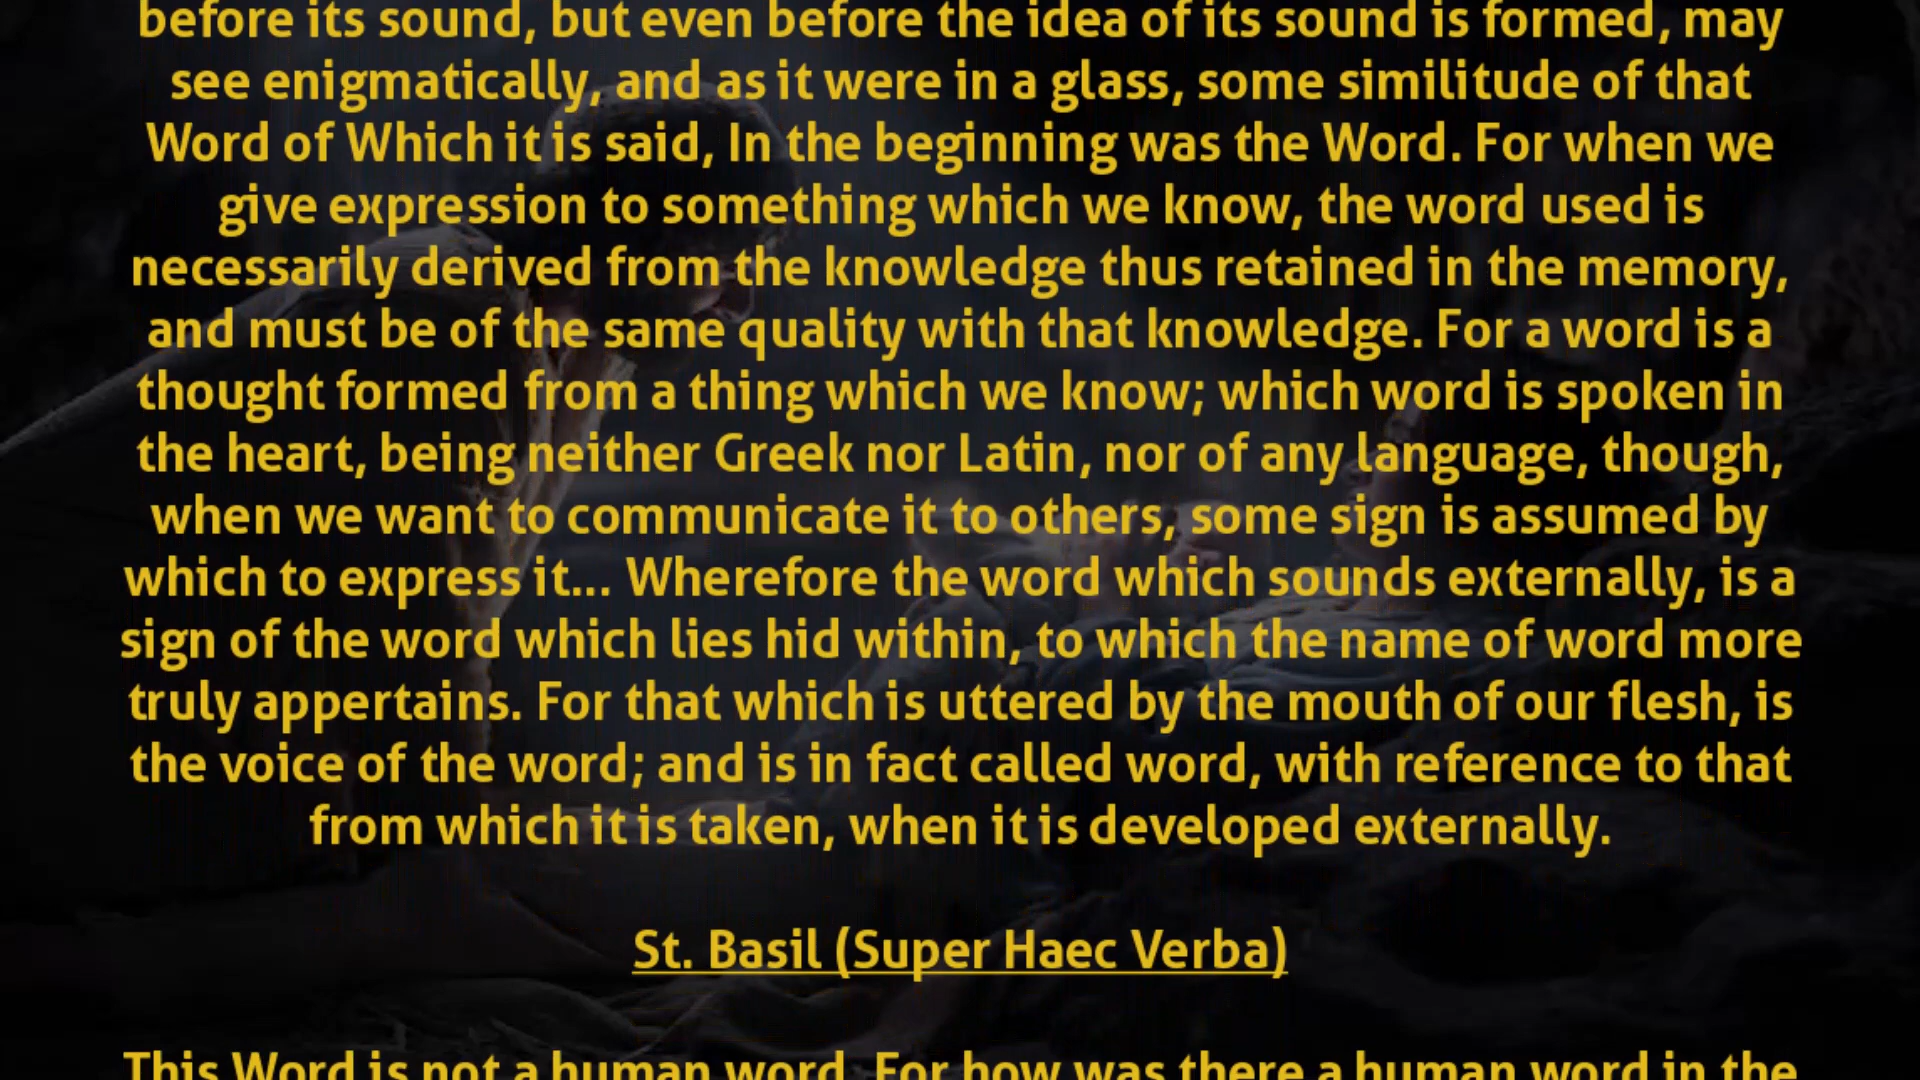 before its sound, but even before the idea of its sound is formed, may
see enigmatically, and as it were in a glass, some similitude of that
Word of Which it is said, In the beginning was the Word. For when we
give expression to something which we know, the word used is
necessarily derived from the knowledge thus retained in the memory,
and must be of the same quality with that knowledge. For a word is a
thought formed from a thing which we know; which word is spoken in
the heart, being neither Greek nor Latin, nor of any language, though,
when we want to communicate it to others, some sign is assumed by
which to express it... Wherefore the word which sounds externally, is a
sign of the word which lies hid within, to which the name of word more
truly appertains. For that which is uttered by the mouth of our flesh, is
the voice of the word; and is in fact called word, with reference to that
from which it is taken, when it is developed externally.
St. Basil (Super Haec Verba)
This Word is not a human word. For how was there a human word in the